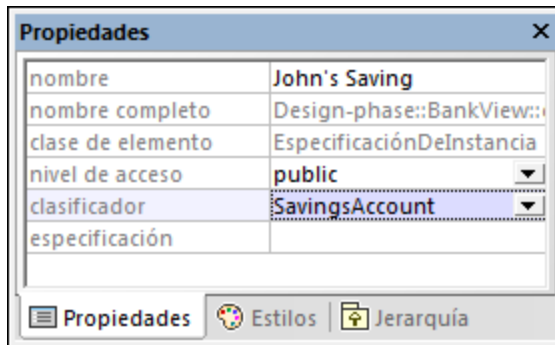 Propiedades
nombre John's Saving
nombre completo Design-phase::BankView::
clase de elemento EspecificaciónDeInstancia
nivel de acceso public
clasificador SavingsAccount
especificación
Propiedades Estilos Jerarquía